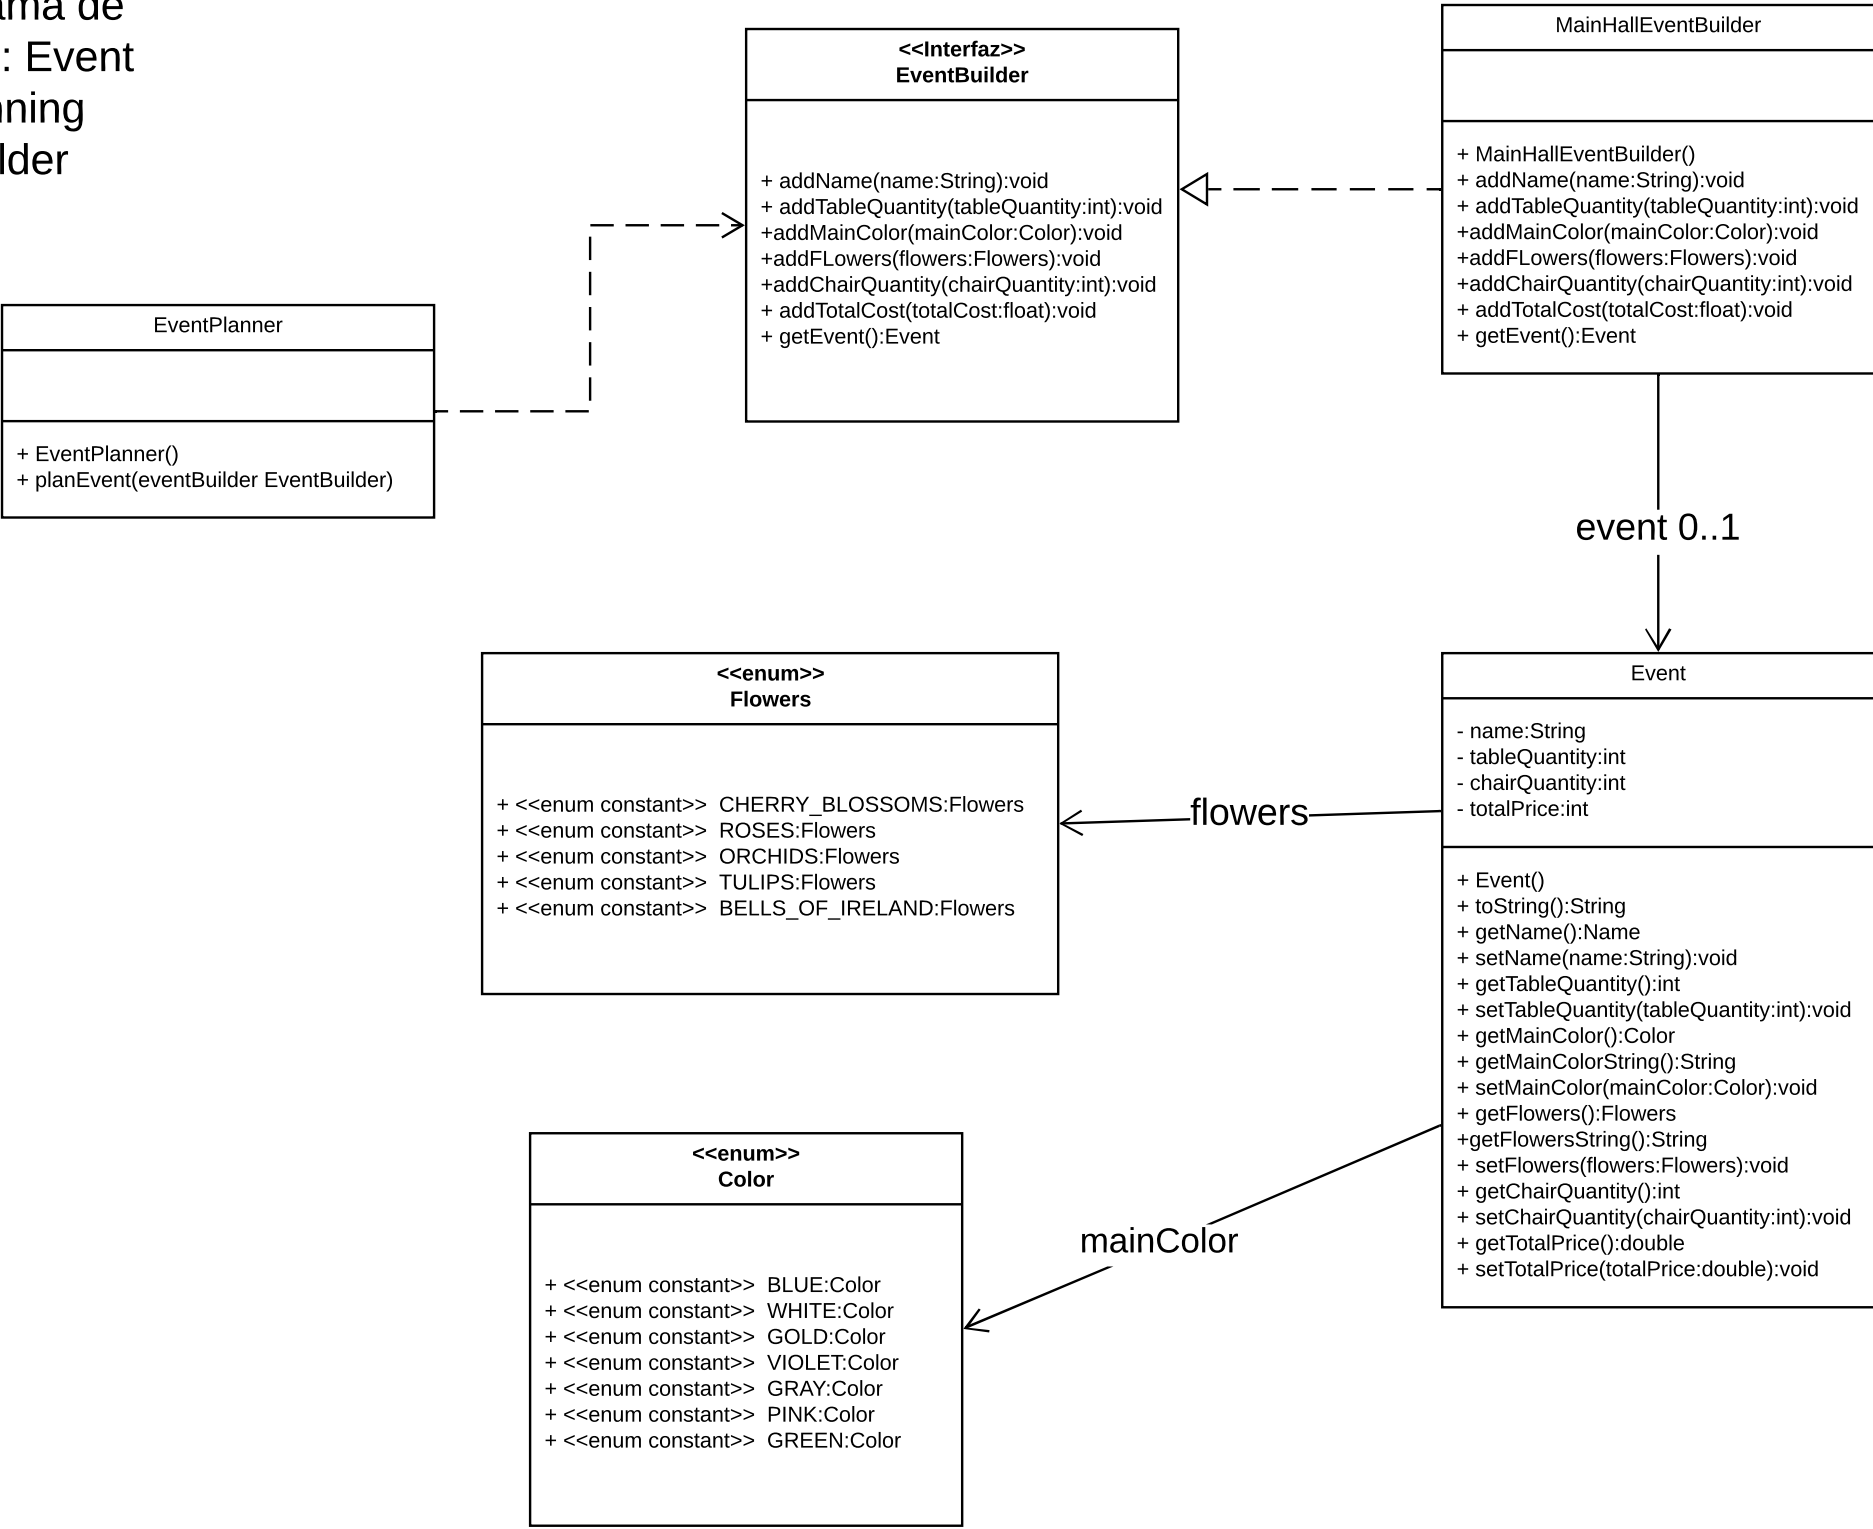 : Event
<<Interfaz>>
EventBuilder
+ addName(name:String):void
+ addTableQuantity(tableQuantity:int):void
+addMainColor(mainColor:Color):void
+addFLowers(flowers:Flowers):void
+addChairQuantity(chairQuantity:int):void
+ addTotalCost(totalCost:float):void
+ getEvent():Event
MainHallEventBuilder
+ MainHallEventBuilder()
+ addName(name:String):void
+ addTableQuantity(tableQuantity:int):void
+addMainColor(mainColor:Color):void
+addFLowers(flowers:Flowers):void
+addChairQuantity(chairQuantity:int):void
+ addTotalCost(totalCost:float):void
+ getEvent():Event
EventPlanner
+ EventPlanner()
+ planEvent(eventBuilder EventBuilder)
event 0..1
<<enum>>
Flowers
+ <<enum constant>>  CHERRY_BLOSSOMS:Flowers
+ <<enum constant>>  ROSES:Flowers
+ <<enum constant>>  ORCHIDS:Flowers
+ <<enum constant>>  TULIPS:Flowers
+ <<enum constant>>  BELLS_OF_IRELAND:Flowers
flowers
Event
- name:String
- tableQuantity:int
- chairQuantity:int
- totalPrice:int
+ Event()
+ toString():String
+ getName():Name
+ setName(name:String):void
+ getTableQuantity():int
+ setTableQuantity(tableQuantity:int):void
+ getMainColor():Color
+ getMainColorString():String
+ setMainColor(mainColor:Color):void
+ getFlowers():Flowers
+getFlowersString():String
+ setFlowers(flowers:Flowers):void
+ getChairQuantity():int
+ setChairQuantity(chairQuantity:int):void
+ getTotalPrice():double
+ setTotalPrice(totalPrice:double):void
mainColor
<<enum>>
Color
+ <<enum constant>>  BLUE:Color
+ <<enum constant>>  WHITE:Color
+ <<enum constant>>  GOLD:Color
+ <<enum constant>>  VIOLET:Color
+ <<enum constant>>  GRAY:Color
+ <<enum constant>>  PINK:Color
+ <<enum constant>>  GREEN:Color